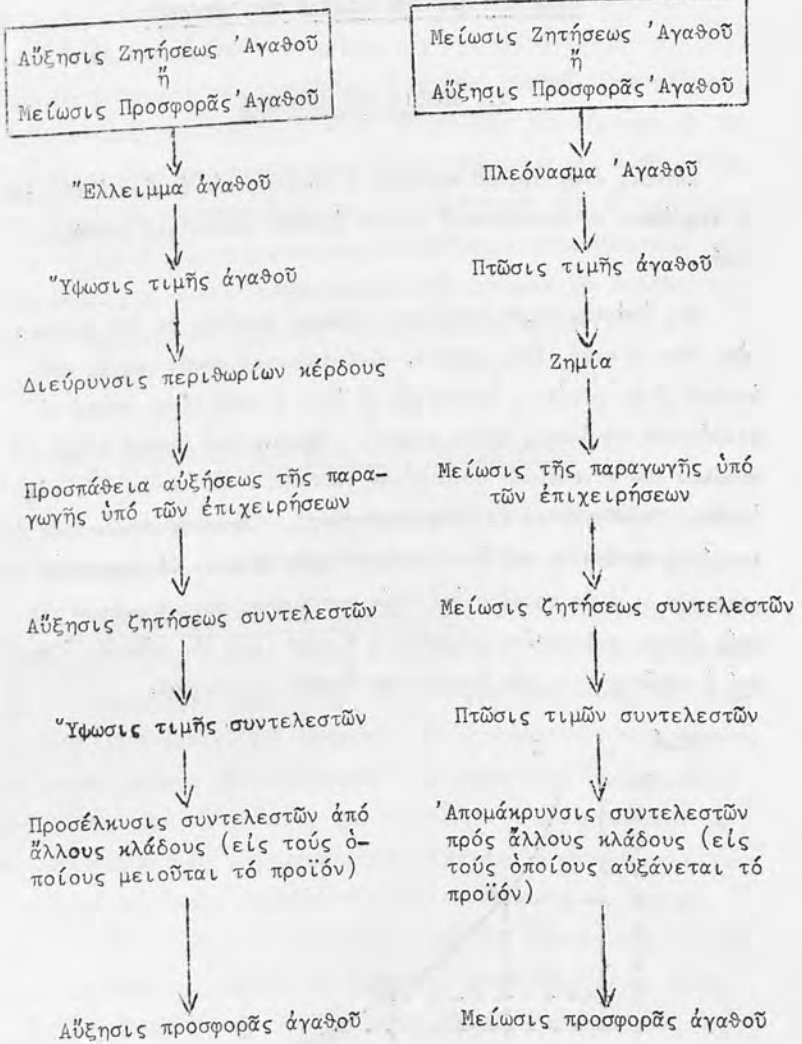 Αὔξησις Ζητήσεως Ἀγαθοῦ
ἤ
Μείωσις Προσφορᾶς Ἀγαθοῦ
Ἔλλειμμα ἀγαθοῦ
Ὕψωσις τιμῆς ἀγαθοῦ
Διεύρυνσις περιθωρίων κέρδους
Προσπάθεια αὐξήσεως τῆς παρα-
γωγῆς ὑπό τῶν ἐπιχειρήσεων
Αὔξησις ζητήσεως συντελεστῶν
Ὕψωσις τιμῆς συντελεστῶν
Προσέλκυσις συντελεστῶν ἀπό
ἄλλους κλάδους (εἰς τούς ὁ-
ποίους μειοῦται τό προϊόν)
Αὔξησις προσφορᾶς ἀγαθοῦ
Μείωσις Ζητήσεως Ἀγαθοῦ
ἤ
Αὔξησις Προσφορᾶς Ἀγαθοῦ
Πλεόνασμα Ἀγαθοῦ
Πτῶσις τιμῆς ἀγαθοῦ
Ζημία
Μείωσις τῆς παραγωγῆς ὑπό
τῶν ἐπιχειρήσεων
Μείωσις ζητήσεως συντελεστῶν
Πτῶσις τιμῶν συντελεστῶν
Ἀπομάκρυνσις συντελεστῶν
πρός ἄλλους κλάδους (εἰς
τούς ὁποίους αὐξάνεται τό
προϊόν)
Μείωσις προσφορᾶς ἀγαθοῦ